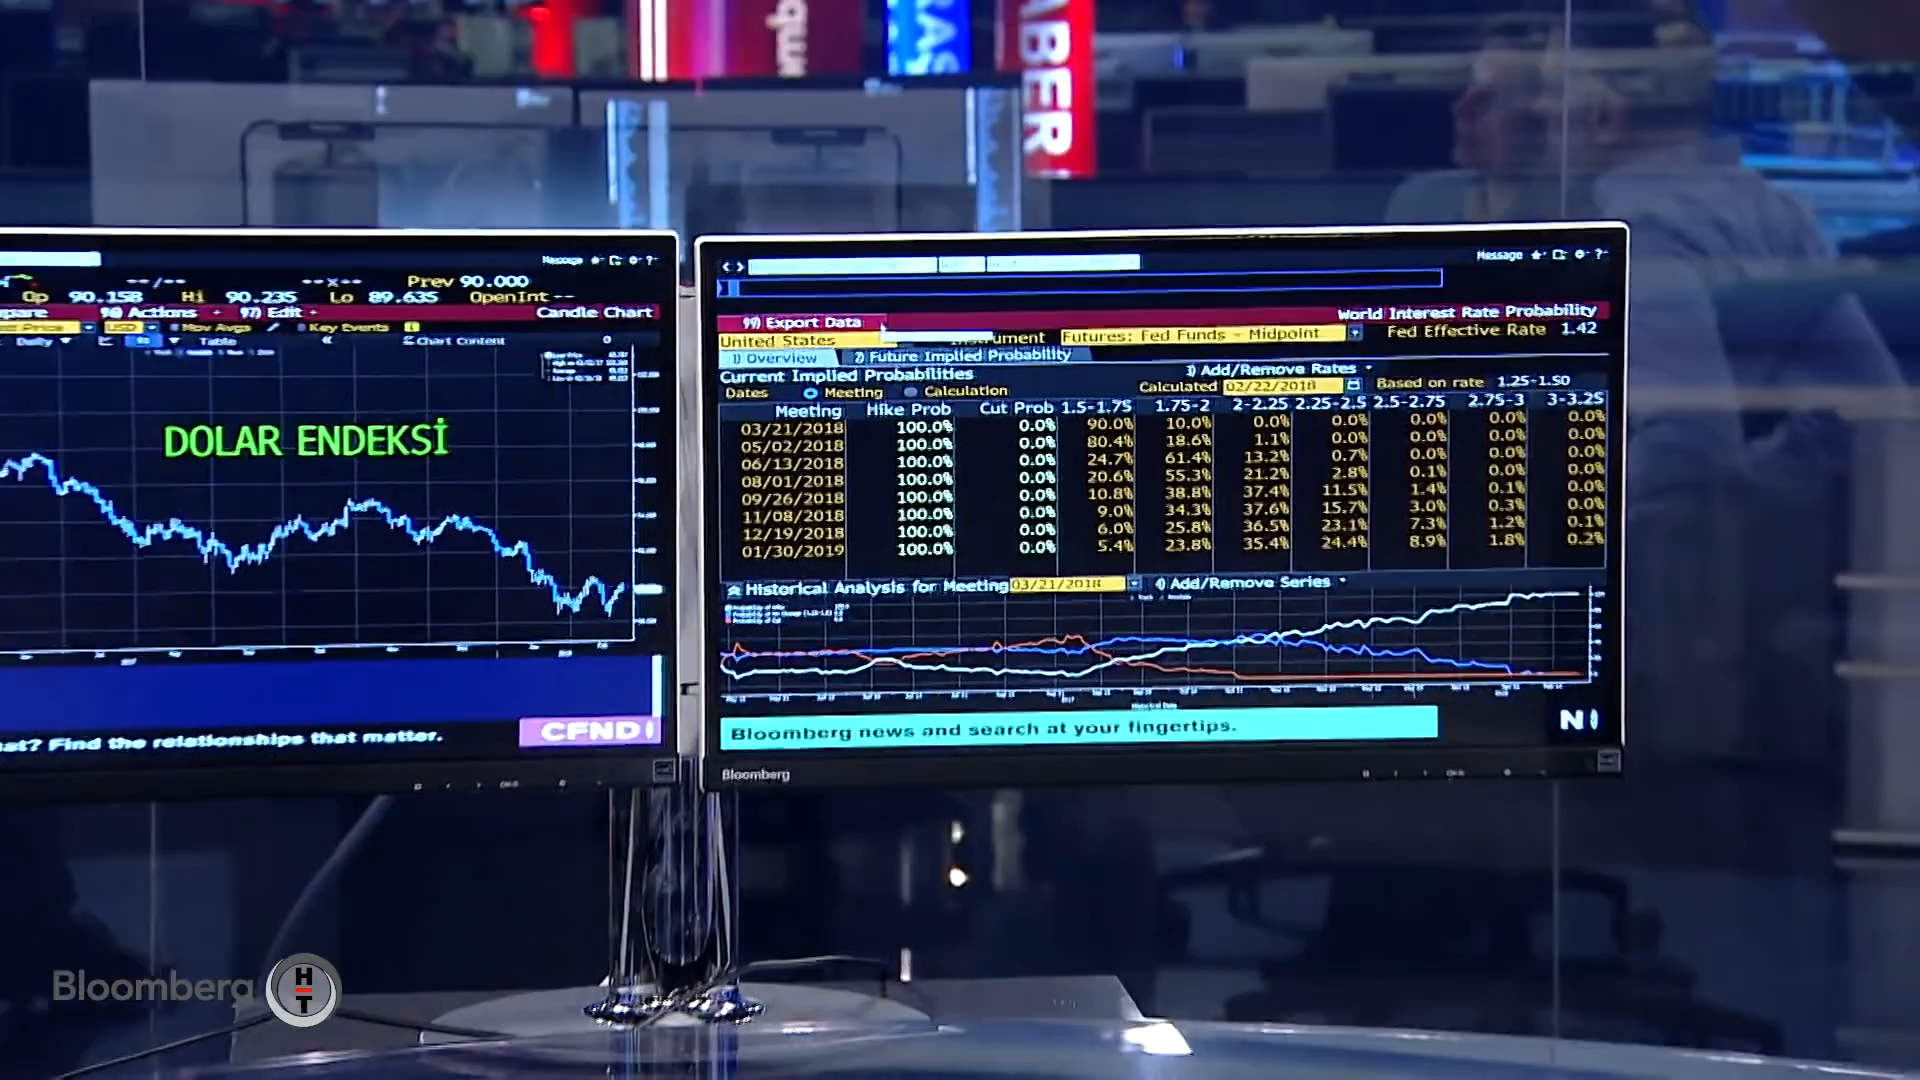 omb
RAS
ABER
Message
Prev 90.000
Op 90.158 Hi 90.235 Lo 89.635 OpenInt --
pare 98) Actions 97) Edit Candle Chart
Mov Avgs Key Events
Daily Table « Chart Content
DOLAR ENDEKSİ
at? Find the relationships that matter.
CFND
Message
99) Export Data World Interest Rate Probability
United States Instrument Futures: Fed Funds - Midpoint Fed Effective Rate 1.42
1) Overview 2) Future Implied Probability
Current Implied Probabilities 3) Add/Remove Rates
Dates Meeting Calculation Calculated 02/22/2018 Based on rate 1.25-1.50
Meeting Hike Prob Cut Prob 1.5-1.75 1.75-2 2-2.25 2.25-2.5 2.5-2.75 2.75-3 3-3.25
03/21/2018 100.0% 0.0% 90.0% 10.0% 0.0% 0.0% 0.0% 0.0% 0.0%
05/02/2018 100.0% 0.0% 80.4% 18.6% 1.1% 0.0% 0.0% 0.0% 0.0%
06/13/2018 100.0% 0.0% 24.7% 61.4% 13.2% 0.7% 0.0% 0.0% 0.0%
08/01/2018 100.0% 0.0% 20.6% 55.3% 21.2% 2.8% 0.1% 0.0% 0.0%
09/26/2018 100.0% 0.0% 10.8% 38.8% 37.4% 11.5% 1.4% 0.1% 0.0%
11/08/2018 100.0% 0.0% 9.0% 34.3% 37.6% 15.7% 3.0% 0.3% 0.0%
12/19/2018 100.0% 0.0% 6.0% 25.8% 36.5% 23.1% 7.3% 1.2% 0.1%
01/30/2019 100.0% 0.0% 5.4% 23.8% 35.4% 24.4% 8.9% 1.8% 0.2%
Historical Analysis for Meeting 03/21/2018 4) Add/Remove Series
Bloomberg news and search at your fingertips.
N
Bloomberg
Bloomberg HT